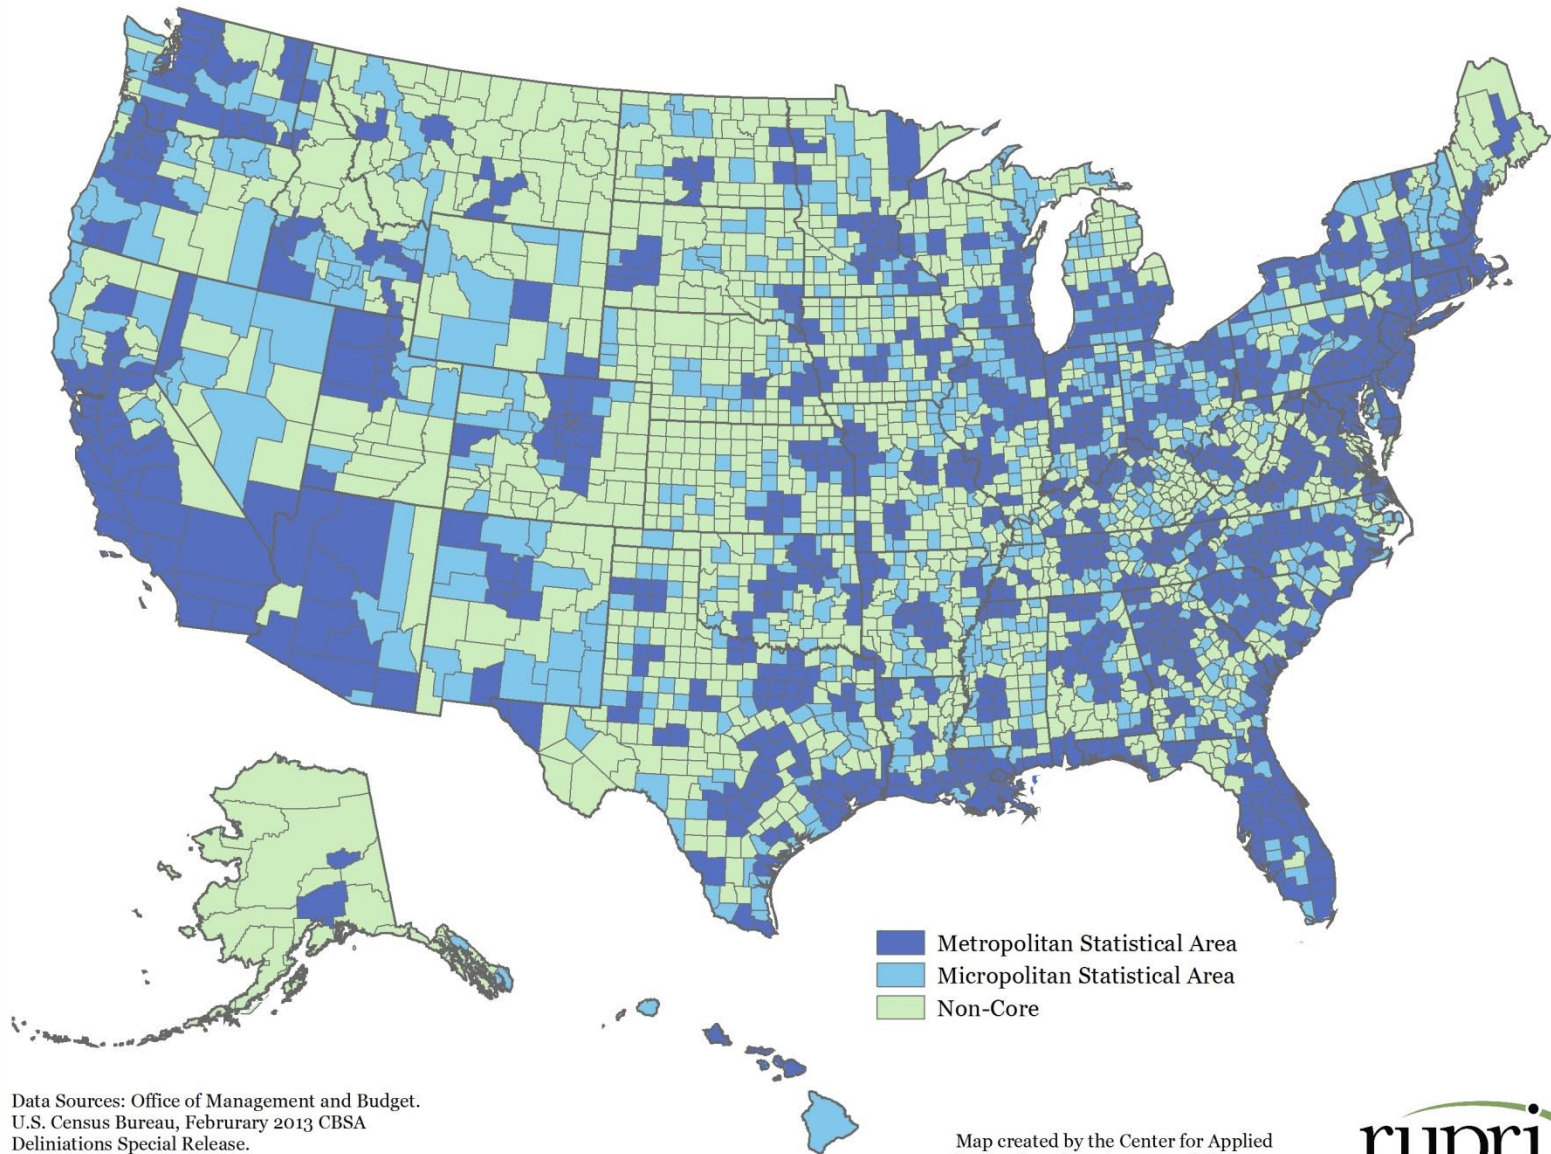 Metropolitan Statistical Area
Micropolitan Statistical Area
Non-Core
Data Sources: Office of Management and Budget.
U.S. Census Bureau, Februrary 2013 CBSA
Deliniations Special Release.
Map created by the Center for Applied
rupri